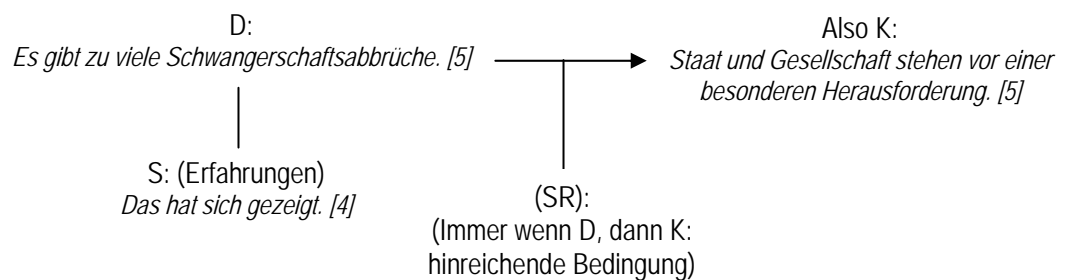 D:
Es gibt zu viele Schwangerschaftsabbrüche. [5]
Also K:
Staat und Gesellschaft stehen vor einer
besonderen Herausforderung. [5]
S: (Erfahrungen)
Das hat sich gezeigt. [4]
(SR):
(Immer wenn D, dann K:
hinreichende Bedingung)